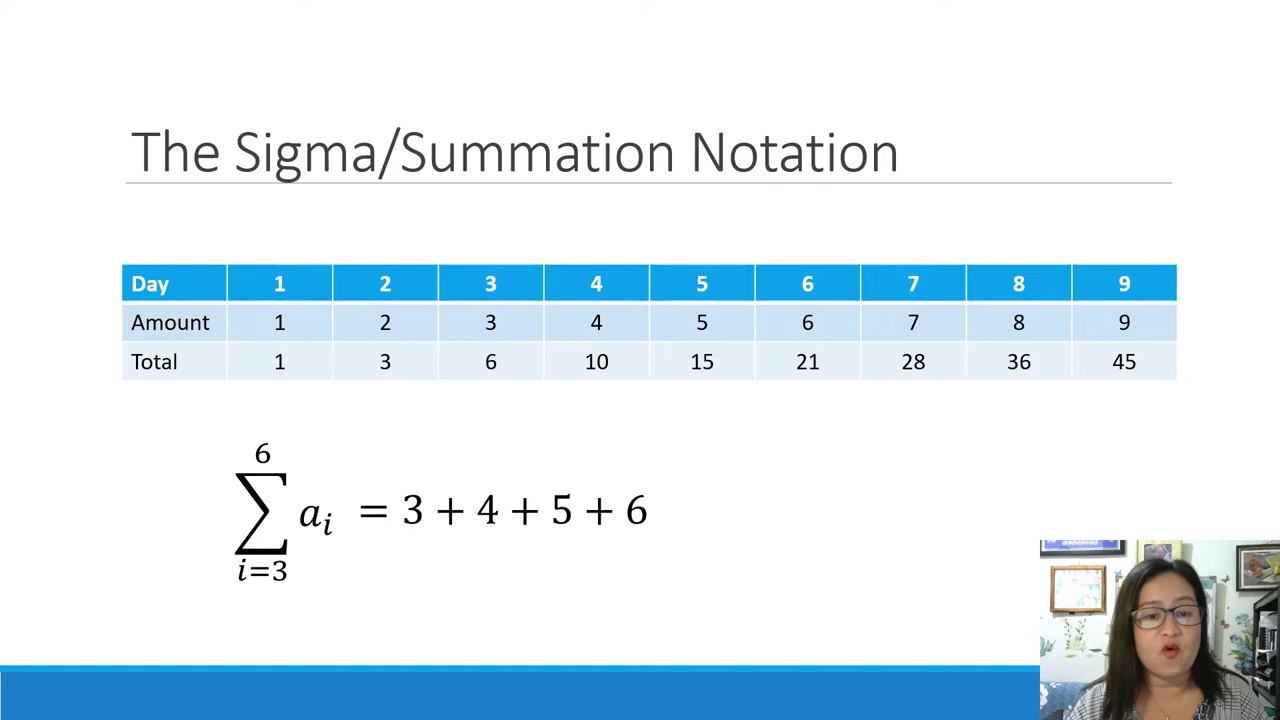 The Sigma/Summation Notation
Day 1 2 3 4 5 6 7 8 9
Amount 1 2 3 4 5 6 7 8 9
Total 1 3 6 10 15 21 28 36 45
6
∑ aᵢ = 3 + 4 + 5 + 6
i=3